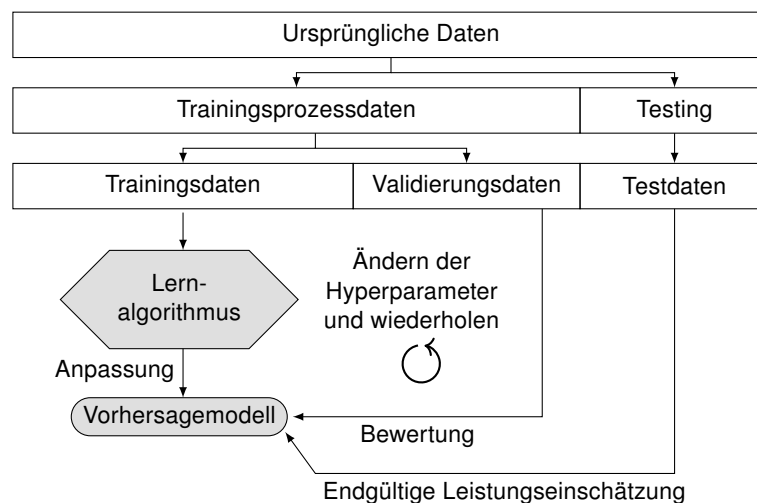 Ursprüngliche Daten
Trainingsprozessdaten
Testing
Trainingsdaten
Validierungsdaten
Testdaten
Lern-
algorithmus
Ändern der
Hyperparameter
und wiederholen
Anpassung
Vorhersagemodell
Bewertung
Endgültige Leistungseinschätzung